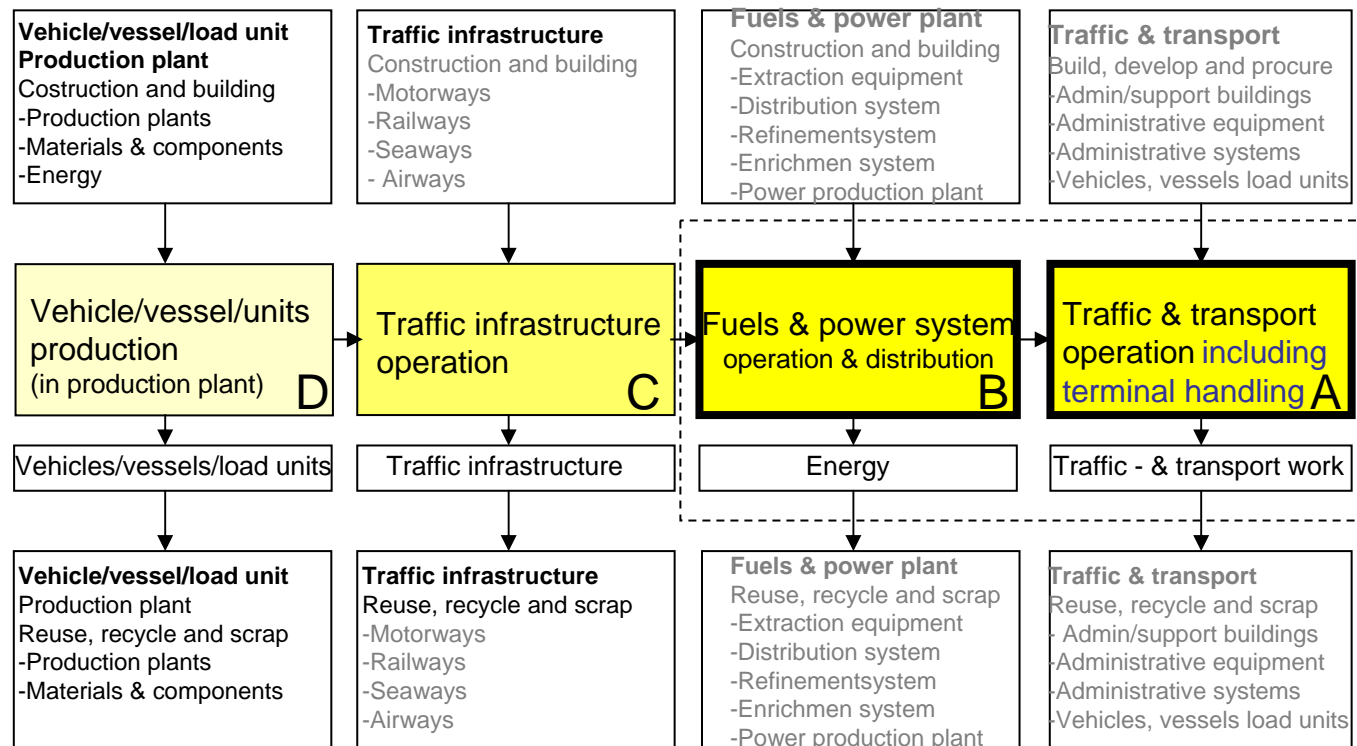 Vehicle/vessel/load unit
Production plant
Costruction and building
-Production plants
-Materials & components
-Energy
Traffic infrastructure
Construction and building
-Motorways
-Railways
-Seaways
- Airways
Fuels & power plant
Construction and building
-Extraction equipment
-Distribution system
-Refinementsystem
-Enrichmen system
-Power production plant
Traffic & transport
Build, develop and procure
-Admin/support buildings
-Administrative equipment
-Administrative systems
-Vehicles, vessels load units
Vehicle/vessel/units
production
(in production plant)
D
Traffic infrastructure
operation
C
Fuels & power system
operation & distribution
B
Traffic & transport
operation including
terminal handling
A
Vehicles/vessels/load units
Traffic infrastructure
Energy
Traffic - & transport work
Vehicle/vessel/load unit
Production plant
Reuse, recycle and scrap
-Production plants
-Materials & components
Traffic infrastructure
Reuse, recycle and scrap
-Motorways
-Railways
-Seaways
-Airways
Fuels & power plant
Reuse, recycle and scrap
-Extraction equipment
-Distribution system
-Refinementsystem
-Enrichmen system
-Power production plant
Traffic & transport
Reuse, recycle and scrap
- Admin/support buildings
-Administrative equipment
-Administrative systems
-Vehicles, vessels load units